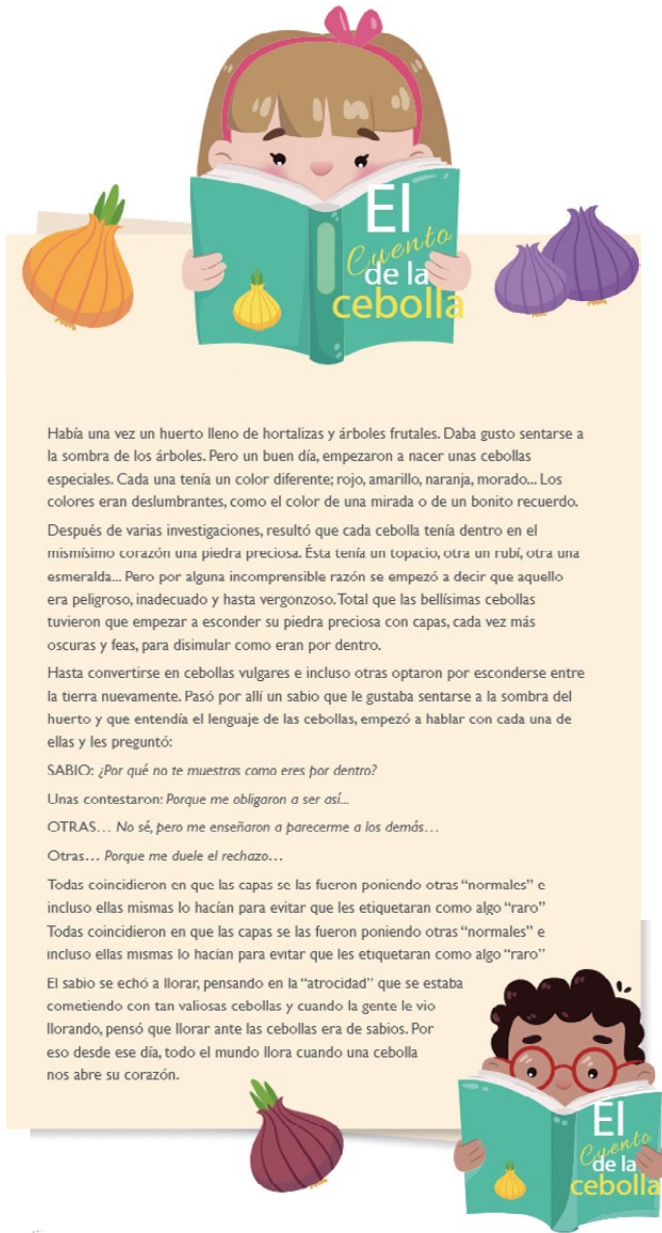 El
Cuento
de la
cebolla
Había una vez un huerto lleno de hortalizas y árboles frutales. Daba gusto sentarse a
la sombra de los árboles. Pero un buen día, empezaron a nacer unas cebollas
especiales. Cada una tenía un color diferente; rojo, amarillo, naranja, morado... Los
colores eran deslumbrantes, como el color de una mirada o de un bonito recuerdo.
Después de varias investigaciones, resultó que cada cebolla tenía dentro en el
mismísimo corazón una piedra preciosa. Ésta tenía un topacio, otra un rubí, otra una
esmeralda... Pero por alguna incomprensible razón se empezó a decir que aquello
era peligroso, inadecuado y hasta vergonzoso. Total que las bellísimas cebollas
tuvieron que empezar a esconder su piedra preciosa con capas, cada vez más
oscuras y feas, para disimular como eran por dentro.
Hasta convertirse en cebollas vulgares e incluso otras optaron por esconderse entre
la tierra nuevamente. Pasó por allí un sabio que le gustaba sentarse a la sombra del
huerto y que entendía el lenguaje de las cebollas, empezó a hablar con cada una de
ellas y les preguntó:
SABIO: ¿Por qué no te muestras como eres por dentro?
Unas contestaron: Porque me obligaron a ser así...
OTRAS... No sé, pero me enseñaron a parecerme a los demás...
Otras... Porque me duele el rechazo...
Todas coincidieron en que las capas se las fueron poniendo otras “normales” e
incluso ellas mismas lo hacían para evitar que les etiquetaran como algo “raro”
Todas coincidieron en que las capas se las fueron poniendo otras “normales” e
incluso ellas mismas lo hacían para evitar que les etiquetaran como algo “raro”
El sabio se echó a llorar, pensando en la “atrocidad” que se estaba
cometiendo con tan valiosas cebollas y cuando la gente le vio
llorando, pensó que llorar ante las cebollas era de sabios. Por
eso desde ese día, todo el mundo llora cuando una cebolla
nos abre su corazón.
El
Cuento
de la
cebolla